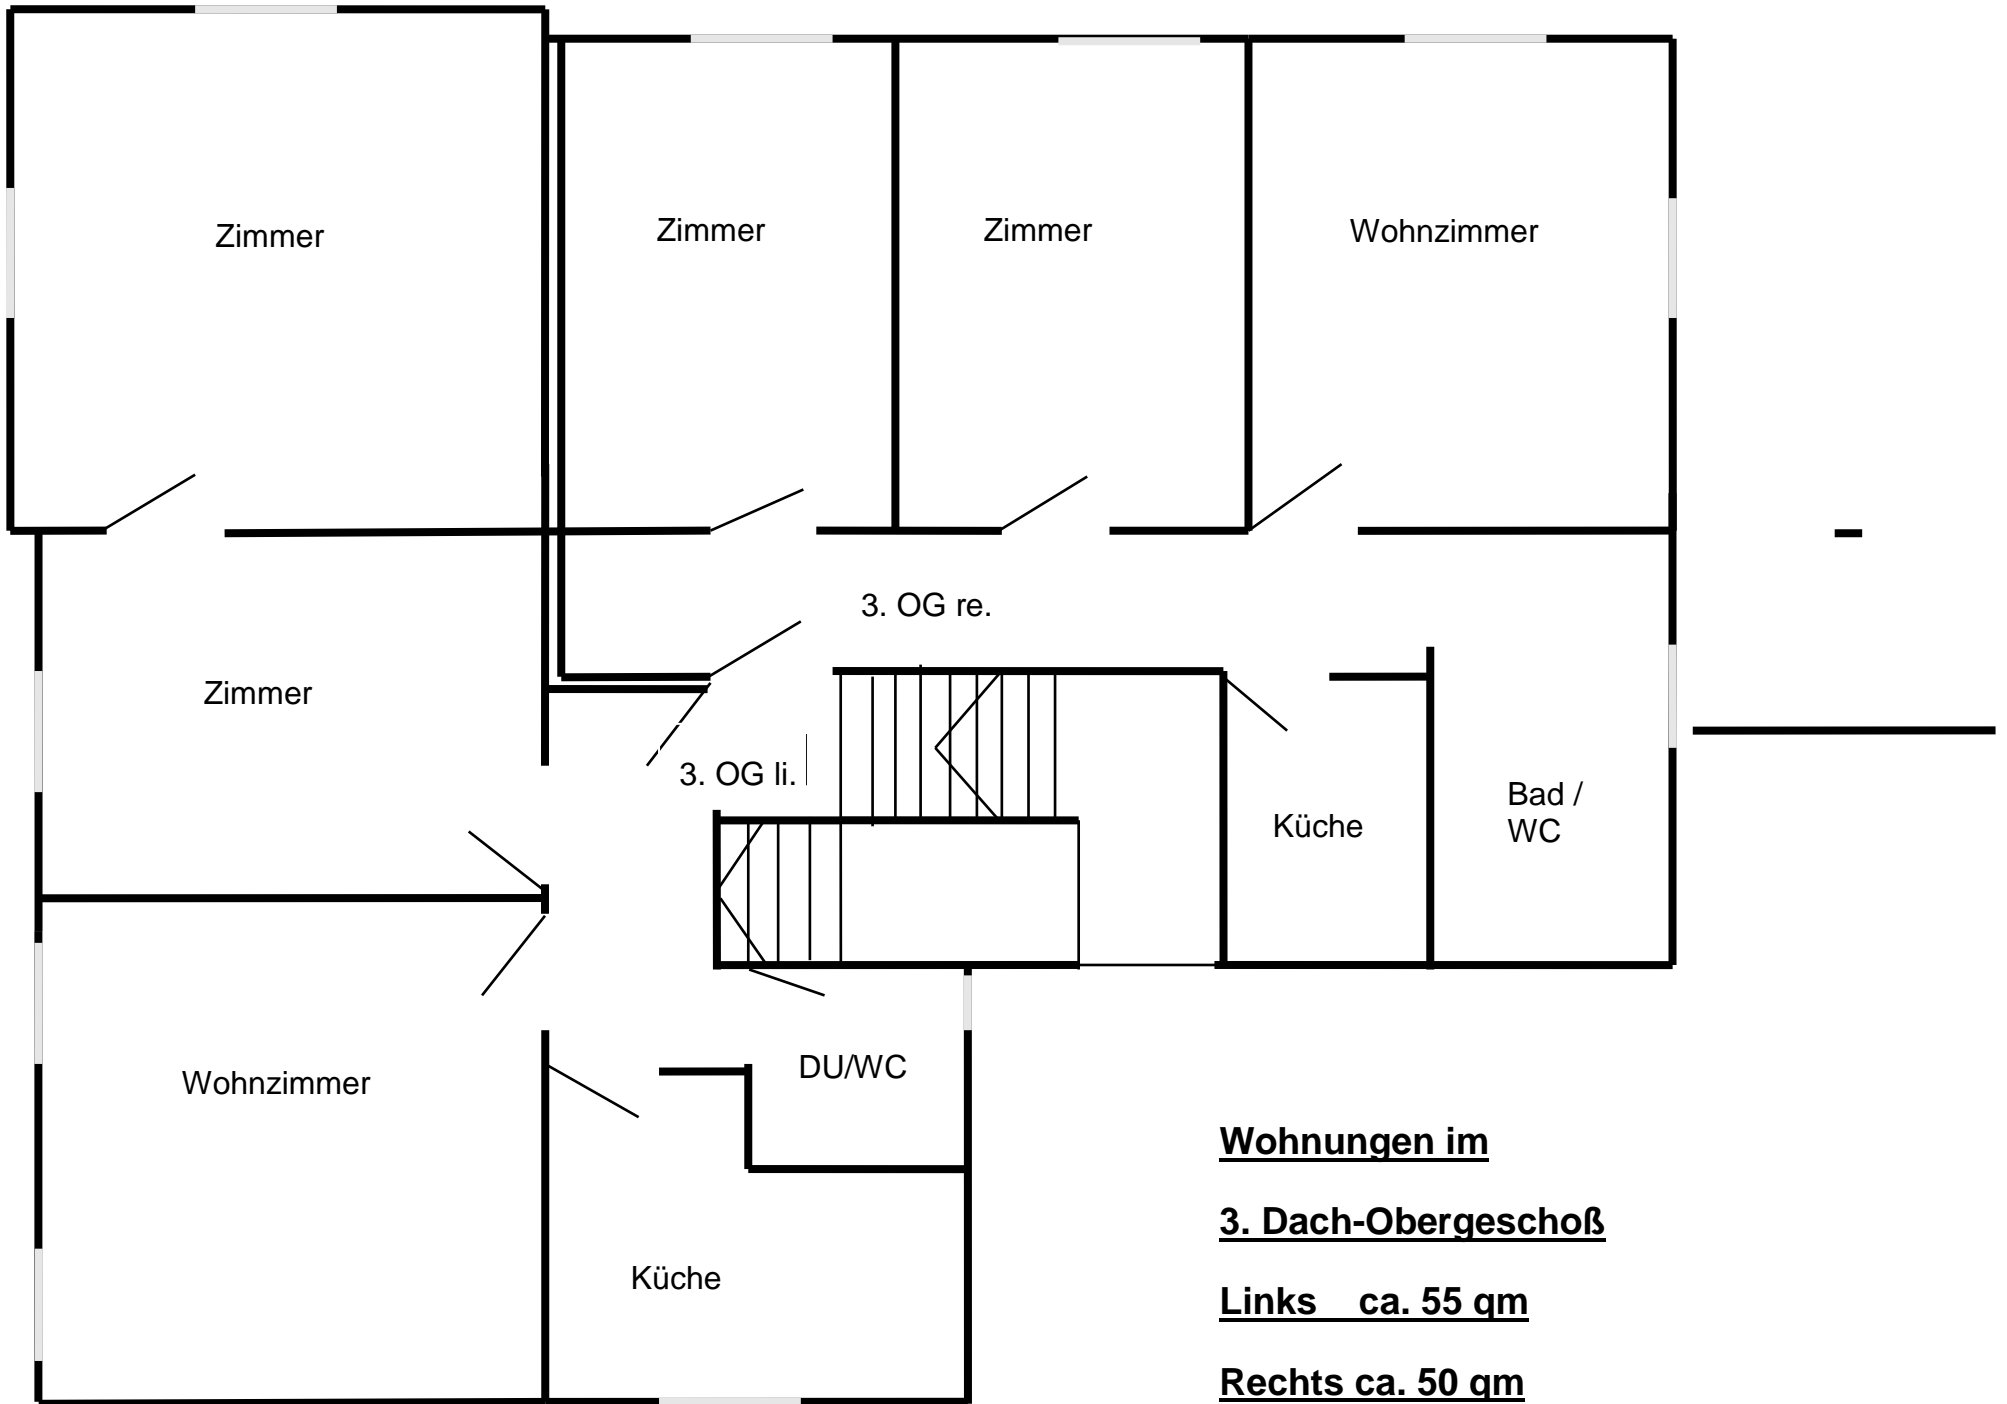 Zimmer
Zimmer
Zimmer
Wohnzimmer
3. OG re.
Zimmer
3. OG li.
Küche
Bad /
WC
Wohnzimmer
DU/WC
Küche
Wohnungen im
3. Dach-Obergeschoß
Links ca. 55 qm
Rechts ca. 50 qm